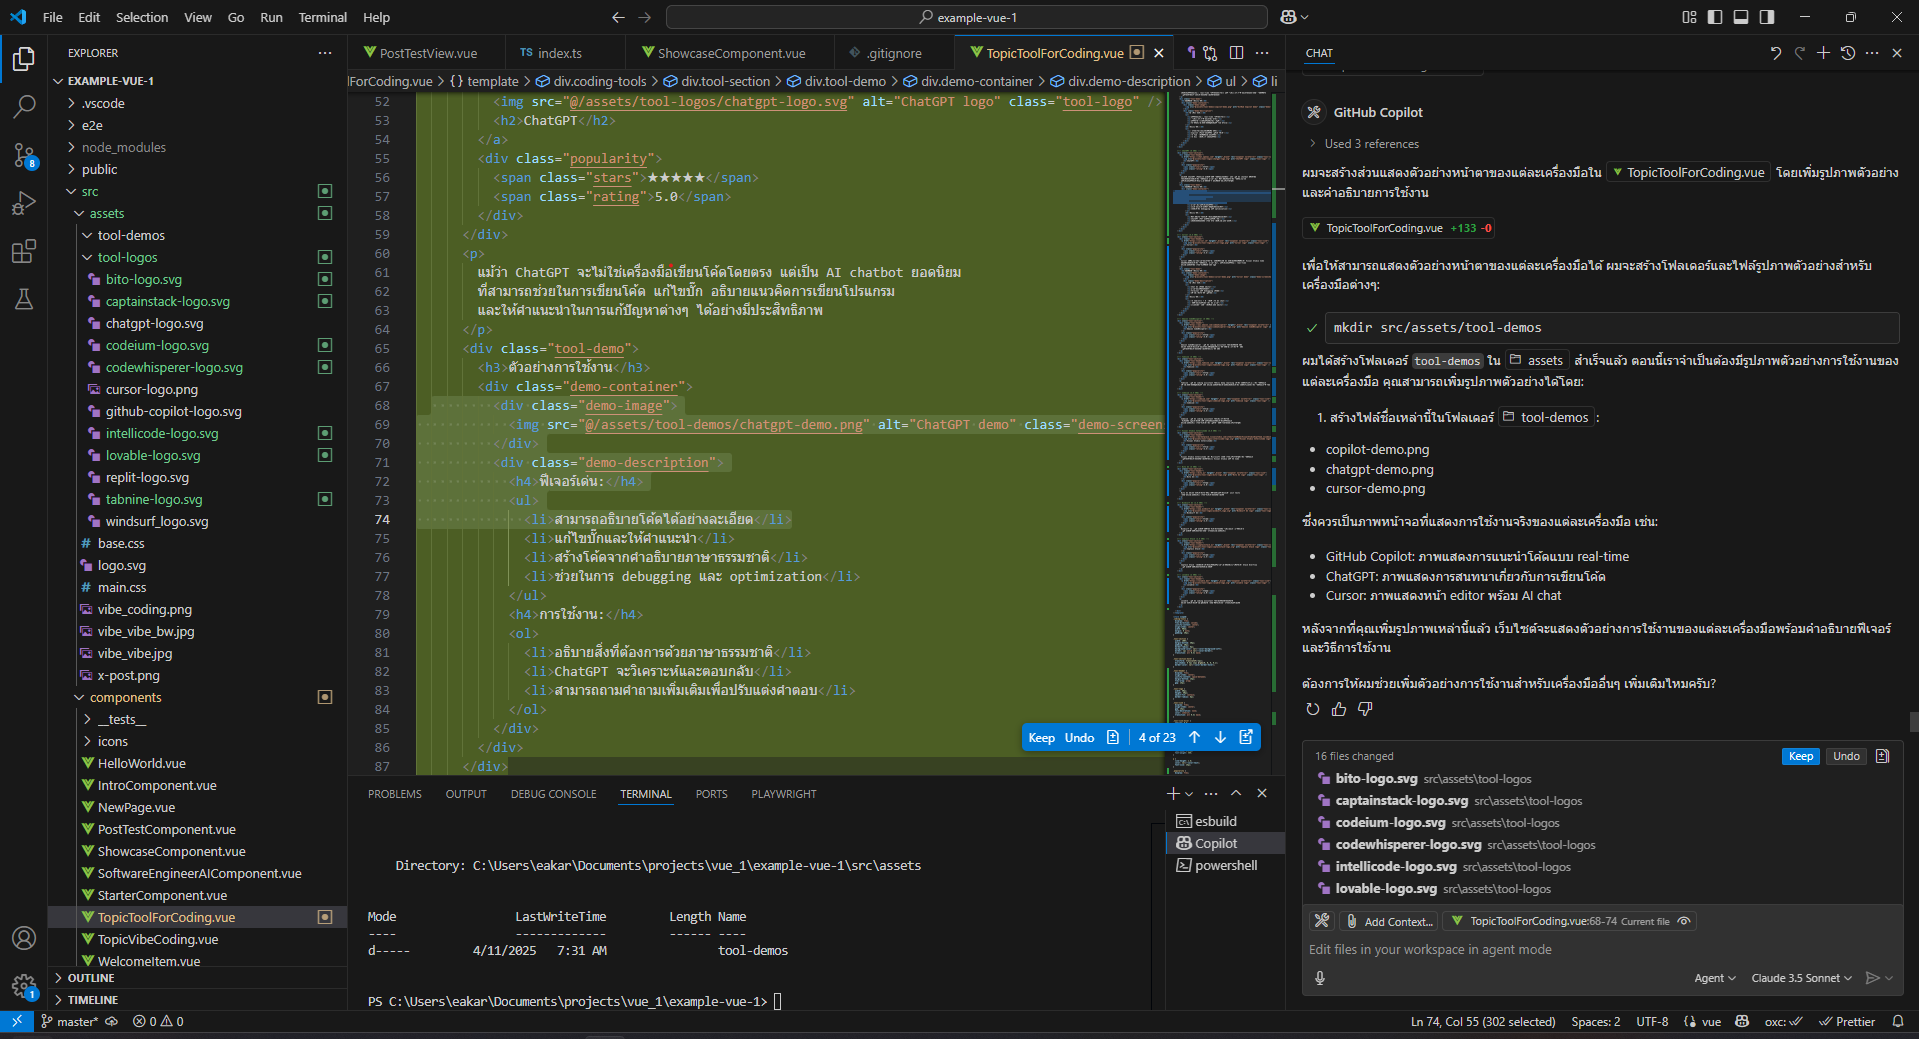 File Edit Selection View Go Run Terminal Help
example-vue-1
EXPLORER
EXAMPLE-VUE-1
.vscode
e2e
node_modules
public
src
assets
tool-demos
tool-logos
bito-logo.svg
captainstack-logo.svg
chatgpt-logo.svg
codeium-logo.svg
codewhisperer-logo.svg
cursor-logo.png
github-copilot-logo.svg
intellicode-logo.svg
lovable-logo.svg
replit-logo.svg
tabnine-logo.svg
windsurf_logo.svg
# base.css
logo.svg
# main.css
vibe_coding.png
vibe_vibe_bw.jpg
vibe_vibe.jpg
x-post.png
components
__tests__
icons
HelloWorld.vue
IntroComponent.vue
NewPage.vue
PostTestComponent.vue
ShowcaseComponent.vue
SoftwareEngineerAIComponent.vue
StarterComponent.vue
TopicToolForCoding.vue
TopicVibeCoding.vue
WelcomeItem.vue
OUTLINE
TIMELINE
8
1
PostTestView.vue
TS index.ts
ShowcaseComponent.vue
.gitignore
TopicToolForCoding.vue
lForCoding.vue > {} template > div.coding-tools > div.tool-section > div.tool-demo > div.demo-container > div.demo-description > ul > li
52 <img src="@/assets/tool-logos/chatgpt-logo.svg" alt="ChatGPT logo" class="tool-logo" />
53 <h2>ChatGPT</h2>
54 </a>
55 <div class="popularity">
56 <span class="stars">★★★★★</span>
57 <span class="rating">5.0</span>
58 </div>
59 </div>
60 <p>
61 แม้ว่า ChatGPT จะไม่ใช่เครื่องมือเขียนโค้ดโดยตรง แต่เป็น AI chatbot ยอดนิยม
62 ที่สามารถช่วยในการเขียนโค้ด แก้ไขบั๊ก อธิบายแนวคิดการเขียนโปรแกรม
63 และให้คำแนะนำในการแก้ปัญหาต่างๆ ได้อย่างมีประสิทธิภาพ
64 </p>
65 <div class="tool-demo">
66 <h3>ตัวอย่างการใช้งาน</h3>
67 <div class="demo-container">
68 <div class="demo-image">
69 <img src="@/assets/tool-demos/chatgpt-demo.png" alt="ChatGPT demo" class="demo-screen
70 </div>
71 <div class="demo-description">
72 <h4>ฟีเจอร์เด่น:</h4>
73 <ul>
74 <li>สามารถอธิบายโค้ดได้อย่างละเอียด</li>
75 <li>แก้ไขบั๊กและให้คำแนะนำ</li>
76 <li>สร้างโค้ดจากคำอธิบายภาษาธรรมชาติ</li>
77 <li>ช่วยในการ debugging และ optimization</li>
78 </ul>
79 <h4>การใช้งาน:</h4>
80 <ol>
81 <li>อธิบายสิ่งที่ต้องการด้วยภาษาธรรมชาติ</li>
82 <li>ChatGPT จะวิเคราะห์และตอบกลับ</li>
83 <li>สามารถถามคำถามเพิ่มเติมเพื่อปรับแต่งคำตอบ</li>
84 </ol>
85 </div>
86 </div>
87 </div>
Keep Undo 4 of 23
PROBLEMS OUTPUT DEBUG CONSOLE TERMINAL PORTS PLAYWRIGHT
Directory: C:\Users\eakar\Documents\projects\vue_1\example-vue-1\src\assets
Mode LastWriteTime Length Name
---- ------------- ------ ----
d----- 4/11/2025 7:31 AM tool-demos
PS C:\Users\eakar\Documents\projects\vue_1\example-vue-1>
esbuild
Copilot
powershell
CHAT
GitHub Copilot
Used 3 references
ผมจะสร้างส่วนแสดงตัวอย่างหน้าตาของแต่ละเครื่องมือใน TopicToolForCoding.vue โดยเพิ่มรูปภาพตัวอย่าง
และคำอธิบายการใช้งาน
TopicToolForCoding.vue +133 -0
เพื่อให้สามารถแสดงตัวอย่างหน้าตาของแต่ละเครื่องมือได้ ผมจะสร้างโฟลเดอร์และไฟล์รูปภาพตัวอย่างสำหรับ
เครื่องมือต่างๆ:
mkdir src/assets/tool-demos
ผมได้สร้างโฟลเดอร์ tool-demos ใน assets สำเร็จแล้ว ตอนนี้เราจำเป็นต้องมีรูปภาพตัวอย่างการใช้งานของ
แต่ละเครื่องมือ คุณสามารถเพิ่มรูปภาพตัวอย่างได้โดย:
1. สร้างไฟล์ชื่อเหล่านี้ในโฟลเดอร์ tool-demos :
• copilot-demo.png
• chatgpt-demo.png
• cursor-demo.png
ซึ่งควรเป็นภาพหน้าจอที่แสดงการใช้งานจริงของแต่ละเครื่องมือ เช่น:
• GitHub Copilot: ภาพแสดงการแนะนำโค้ดแบบ real-time
• ChatGPT: ภาพแสดงการสนทนาเกี่ยวกับการเขียนโค้ด
• Cursor: ภาพแสดงหน้า editor พร้อม AI chat
หลังจากที่คุณเพิ่มรูปภาพเหล่านี้แล้ว เว็บไซต์จะแสดงตัวอย่างการใช้งานของแต่ละเครื่องมือพร้อมคำอธิบายฟีเจอร์
และวิธีการใช้งาน
ต้องการให้ผมช่วยเพิ่มตัวอย่างการใช้งานสำหรับเครื่องมืออื่นๆ เพิ่มเติมไหมครับ?
16 files changed Keep Undo
bito-logo.svg src\assets\tool-logos
captainstack-logo.svg src\assets\tool-logos
codeium-logo.svg src\assets\tool-logos
codewhisperer-logo.svg src\assets\tool-logos
intellicode-logo.svg src\assets\tool-logos
lovable-logo.svg src\assets\tool-logos
Add Context... TopicToolForCoding.vue:68-74 Current file
Edit files in your workspace in agent mode
Agent Claude 3.5 Sonnet
master* 0 0
Ln 74, Col 55 (302 selected) Spaces: 2 UTF-8 {} vue oxc: Prettier